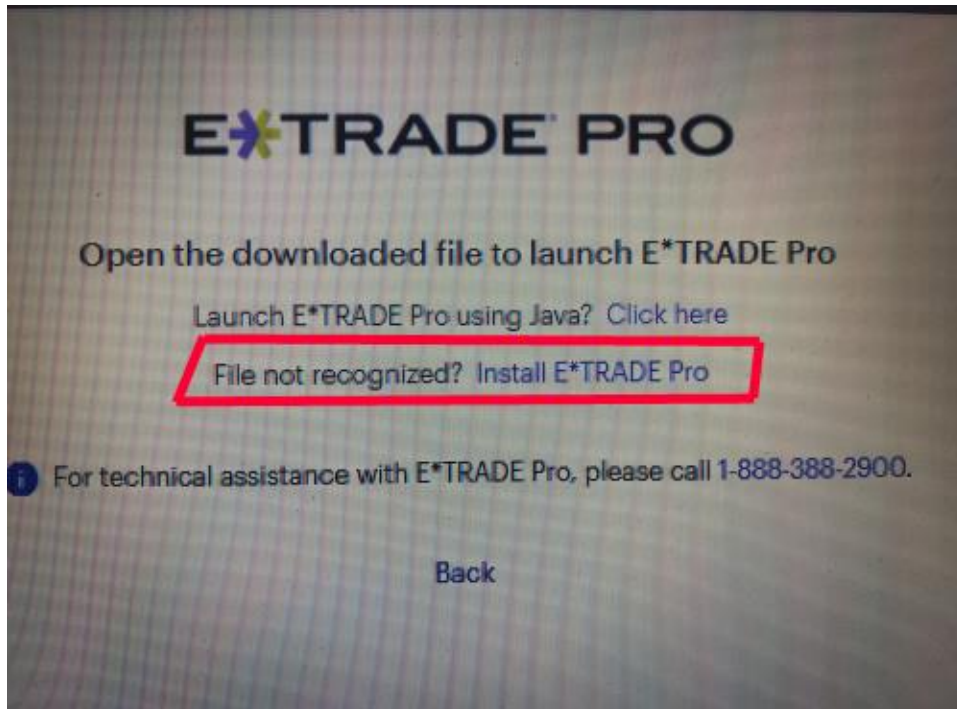 E*TRADE PRO
Open the downloaded file to launch E*TRADE Pro
Launch E*TRADE Pro using Java? Click here
File not recognized? Install E*TRADE Pro
i For technical assistance with E*TRADE Pro, please call 1-888-388-2900.
Back